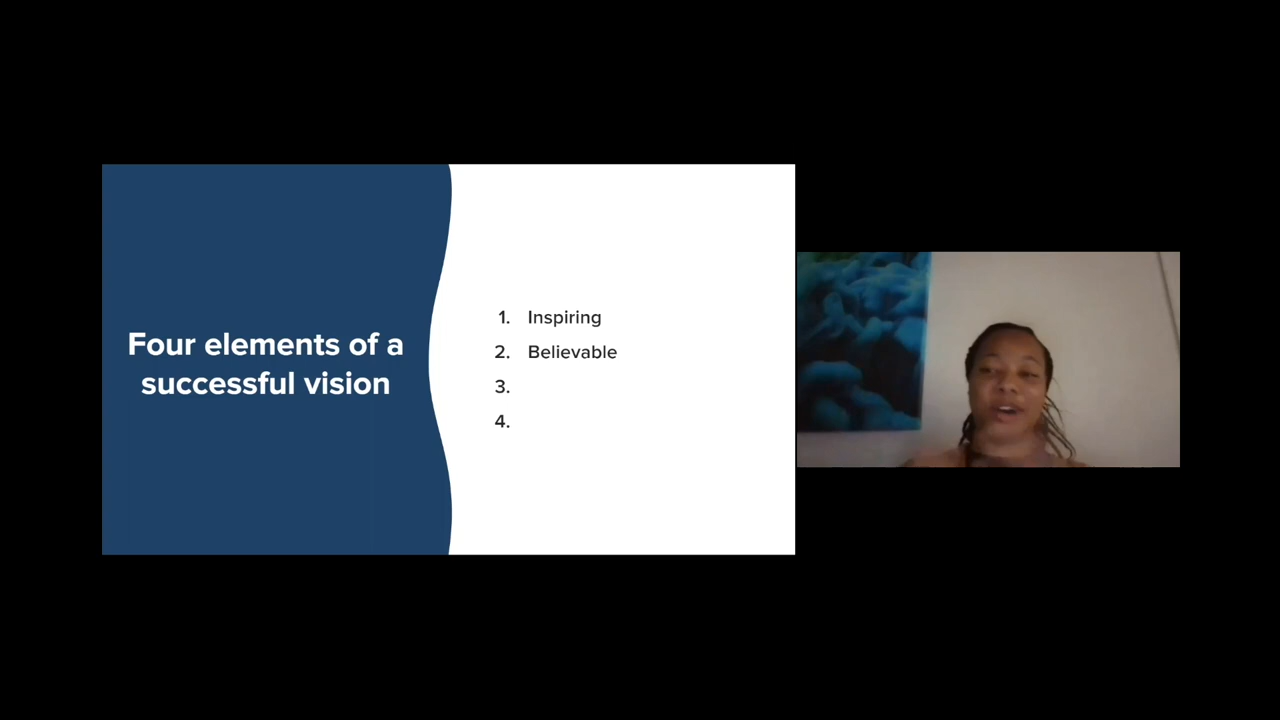 Four elements of a
successful vision
1. Inspiring
2. Believable
3.
4.